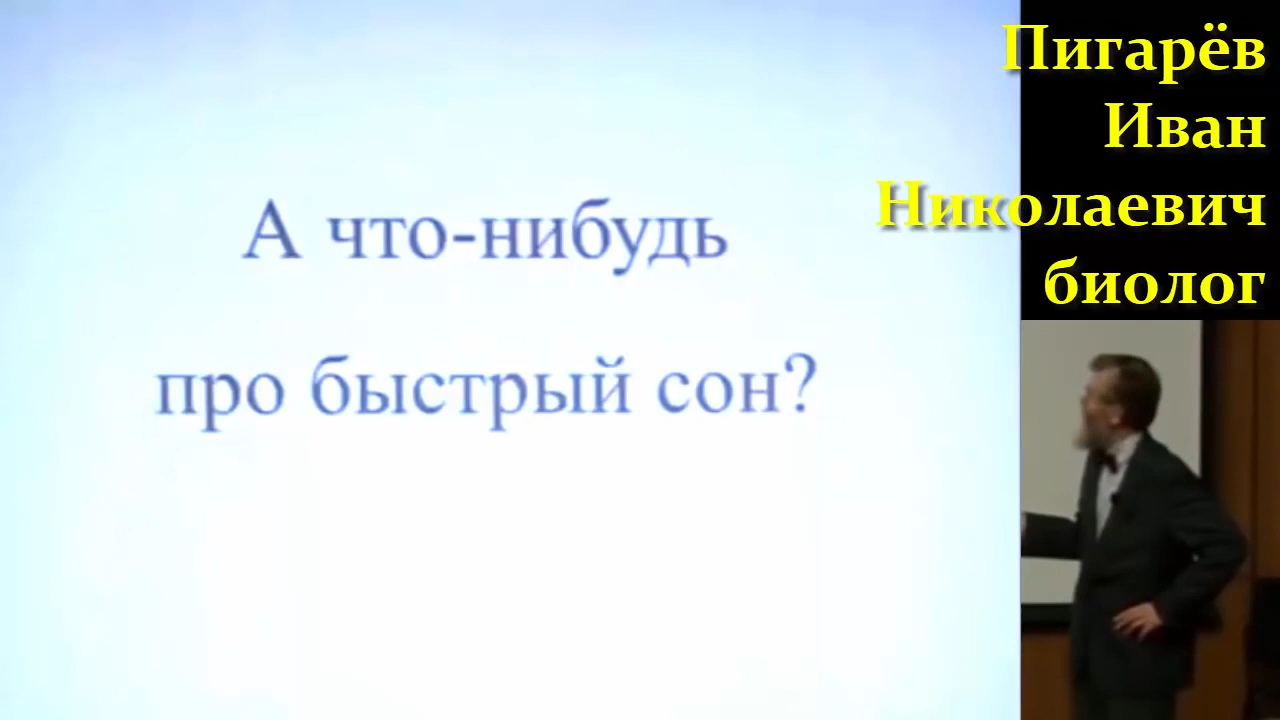 А что-нибудь
про быстрый сон?
Пигарёв
Иван
Николаевич
биолог